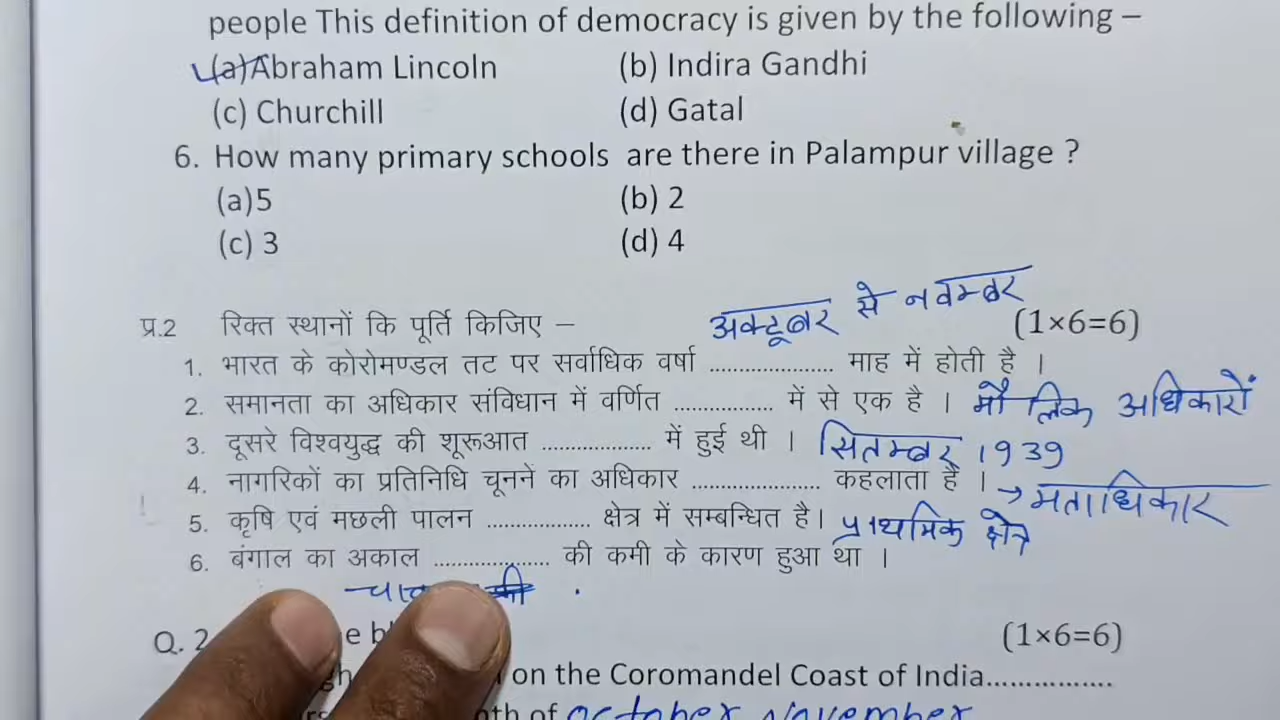 people This definition of democracy is given by the following –
(a) Abraham Lincoln (b) Indira Gandhi
(c) Churchill (d) Gatal
6. How many primary schools are there in Palampur village ?
(a)5 (b) 2
(c) 3 (d) 4
अक्टूबर से नवम्बर
प्र.2 रिक्त स्थानों कि पूर्ति किजिए – (1×6=6)
1. भारत के कोरोमण्डल तट पर सर्वाधिक वर्षा ..................... माह में होती है ।
2. समानता का अधिकार संविधान में वर्णित ................. में से एक है । मौलिक अधिकारों
3. दूसरे विश्वयुद्ध की शूरूआत ................... में हुई थी । सितम्बर 1939
4. नागरिकों का प्रतिनिधि चूननें का अधिकार ...................... कहलाता है । → मताधिकार
5. कृषि एवं मछली पालन .................. क्षेत्र में सम्बन्धित है। प्राथमिक क्षेत्र
6. बंगाल का अकाल .................... की कमी के कारण हुआ था ।
Q. 2 (1×6=6)
on the Coromandel Coast of India...............
of October November